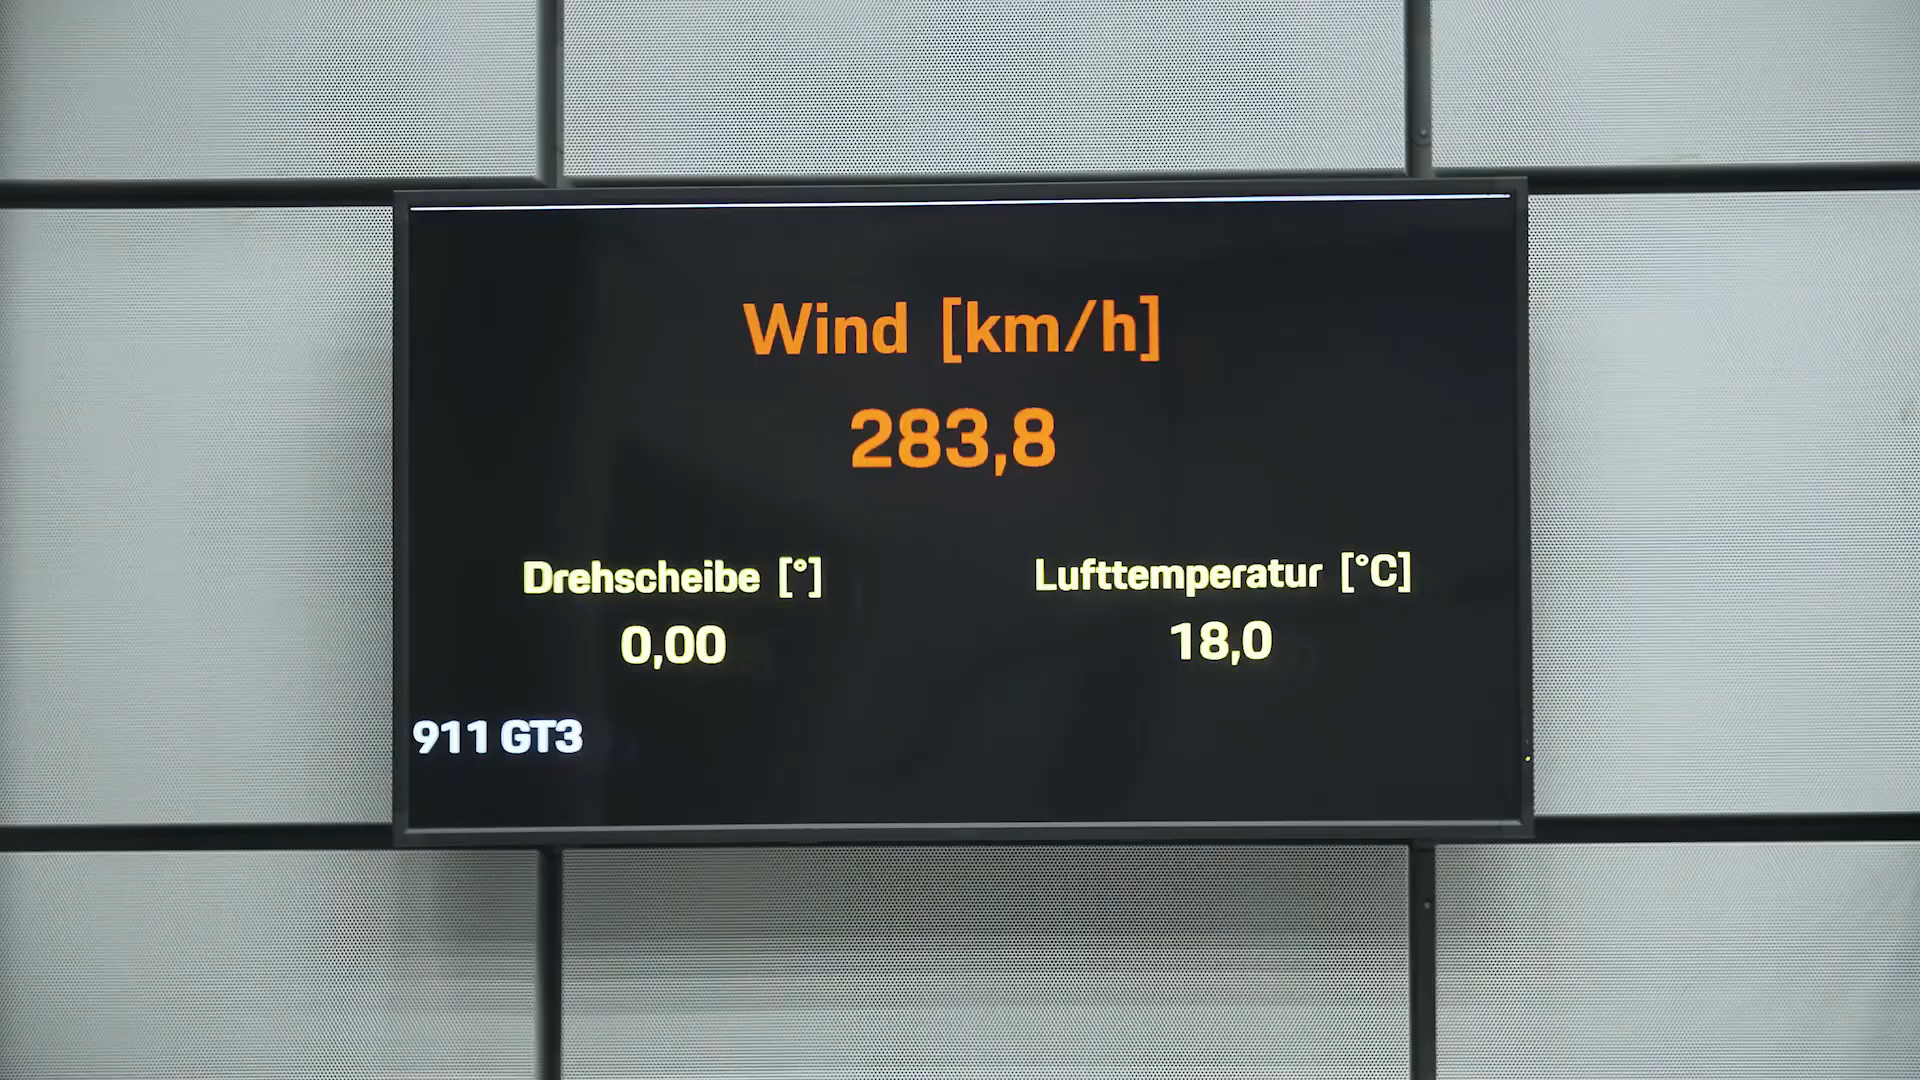 Wind [km/h]
283,8
Drehscheibe [°]
0,00
Lufttemperatur [°C]
18,0
911 GT3